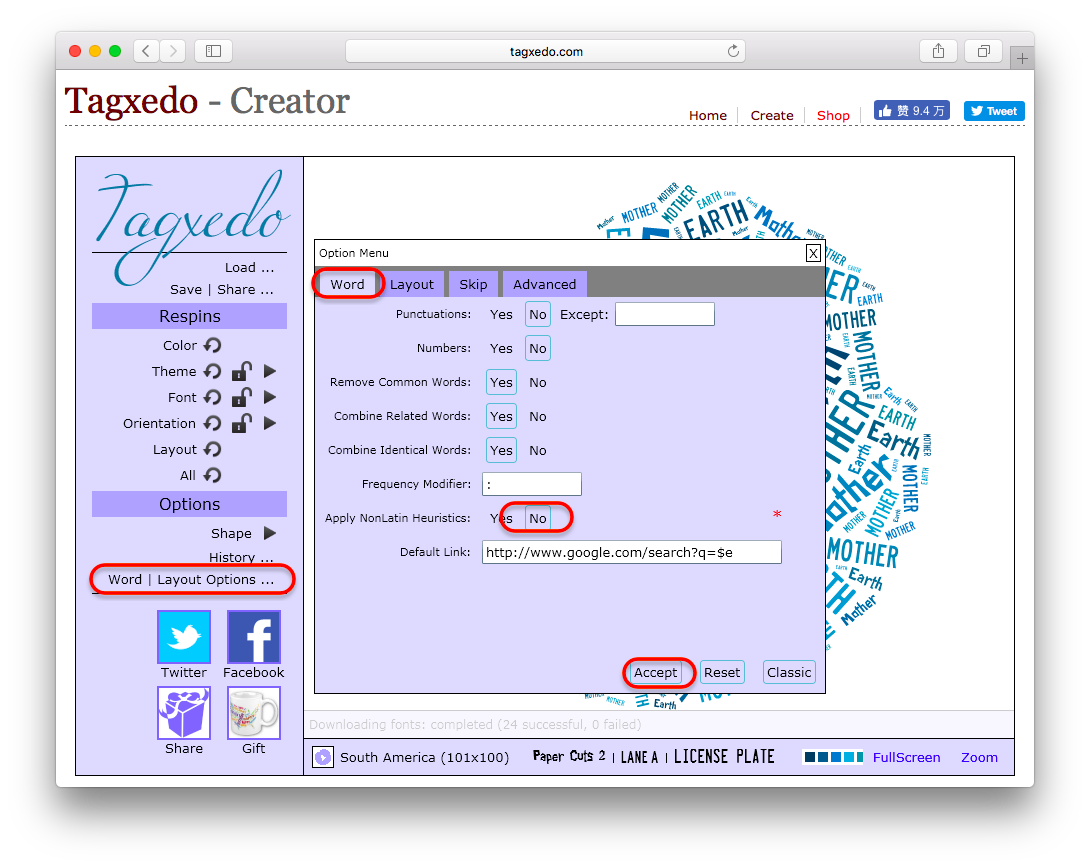 tagxedo.com
Tagxedo - Creator
Home
Create
Shop
赞 9.4 万
Tweet
Tagxedo
Load ...
Save | Share ...
Respins
Color
Theme
Font
Orientation
Layout
All
Options
Shape
History ...
Word | Layout Options ...
Twitter
Facebook
Share
Gift
Option Menu
X
Word
Layout
Skip
Advanced
Punctuations: Yes No Except:
Numbers: Yes No
Remove Common Words: Yes No
Combine Related Words: Yes No
Combine Identical Words: Yes No
Frequency Modifier: :
Apply NonLatin Heuristics: Yes No *
Default Link: http://www.google.com/search?q=$e
Accept
Reset
Classic
MOTHER
EARTH
Mother
EARTH
Mother
MOTHER
EARTH
MOTHER
MOTHER
EARTH
Earth
Mother
MOTHER
Earth
Mother
Earth
Downloading fonts: completed (24 successful, 0 failed)
South America (101x100)
Paper Cuts 2 | LANE A | LICENSE PLATE
FullScreen
Zoom